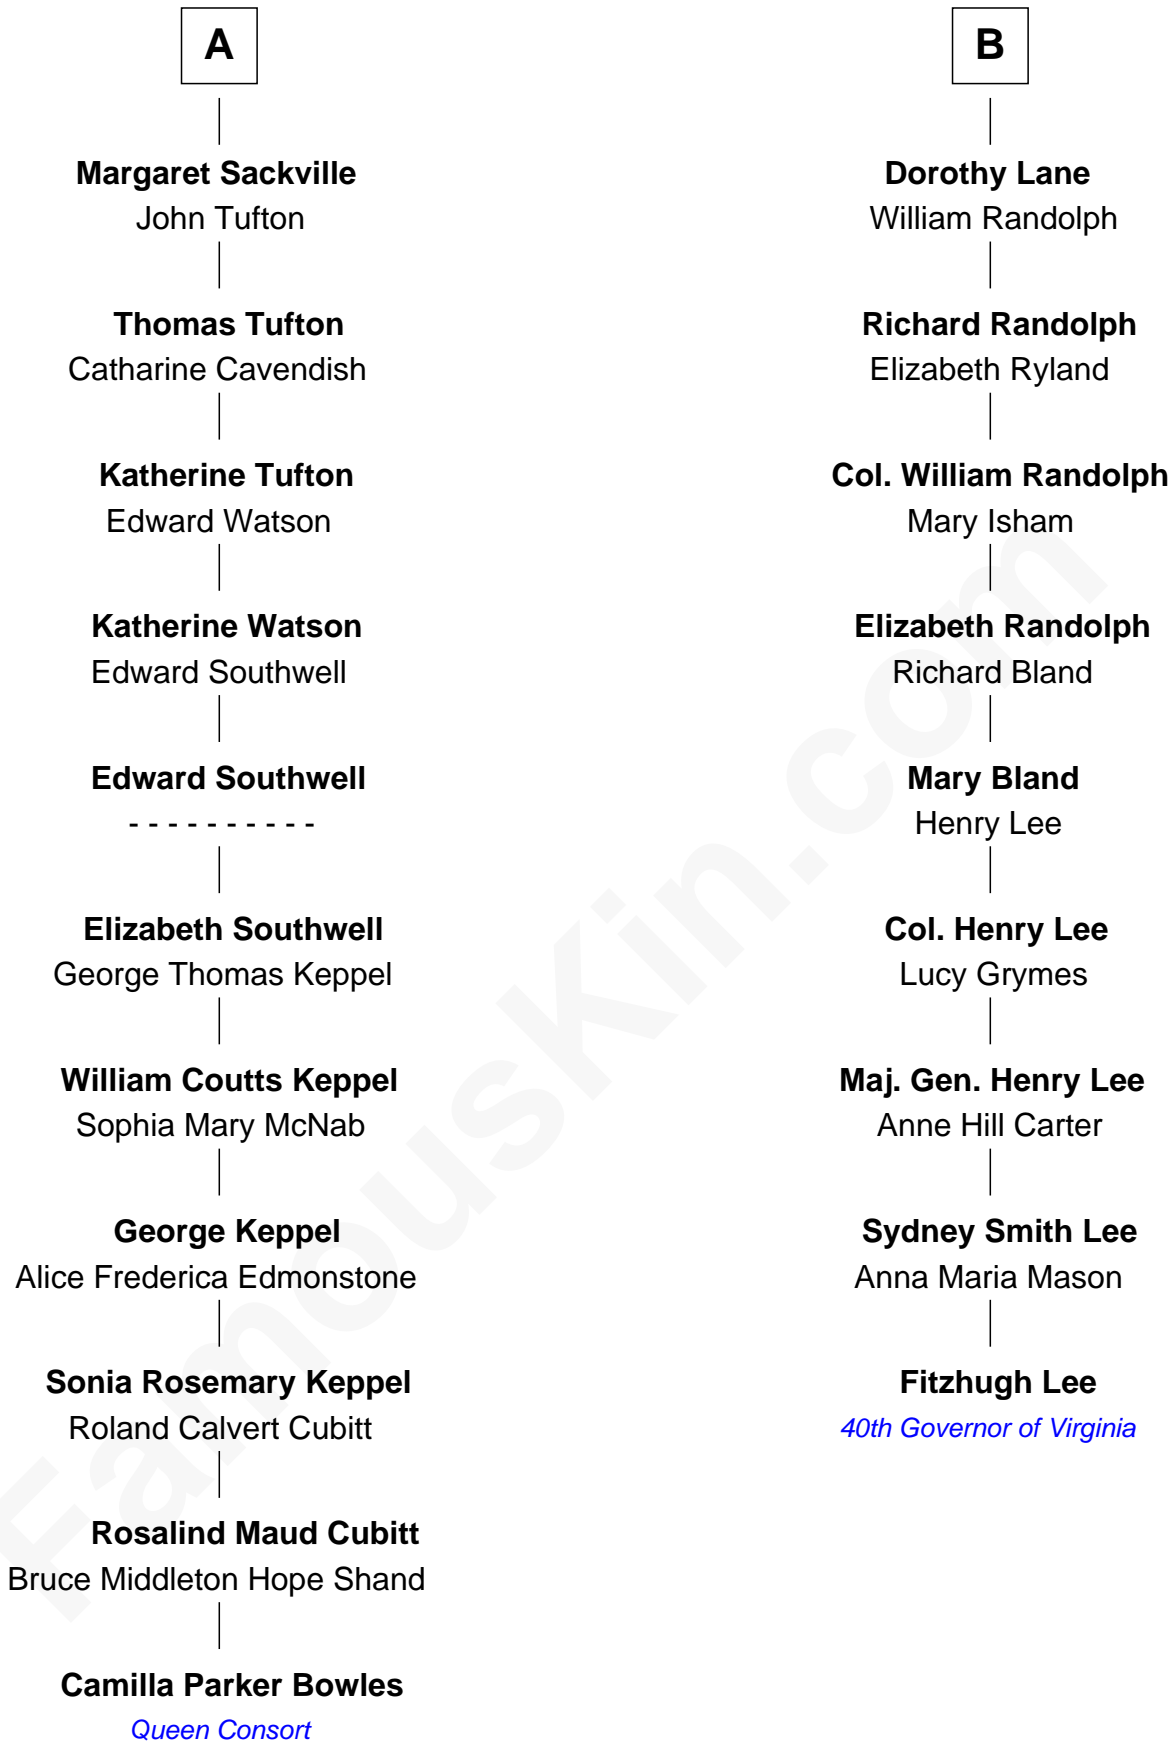 A
Margaret Sackville
John Tufton
Thomas Tufton
Catharine Cavendish
Katherine Tufton
Edward Watson
Katherine Watson
Edward Southwell
Edward Southwell
- - - - - - - - - -
Elizabeth Southwell
George Thomas Keppel
William Coutts Keppel
Sophia Mary McNab
George Keppel
Alice Frederica Edmonstone
Sonia Rosemary Keppel
Roland Calvert Cubitt
Rosalind Maud Cubitt
Bruce Middleton Hope Shand
Camilla Parker Bowles
Queen Consort
B
Dorothy Lane
William Randolph
Richard Randolph
Elizabeth Ryland
Col. William Randolph
Mary Isham
Elizabeth Randolph
Richard Bland
Mary Bland
Henry Lee
Col. Henry Lee
Lucy Grymes
Maj. Gen. Henry Lee
Anne Hill Carter
Sydney Smith Lee
Anna Maria Mason
Fitzhugh Lee
40th Governor of Virginia
FamousKin.com